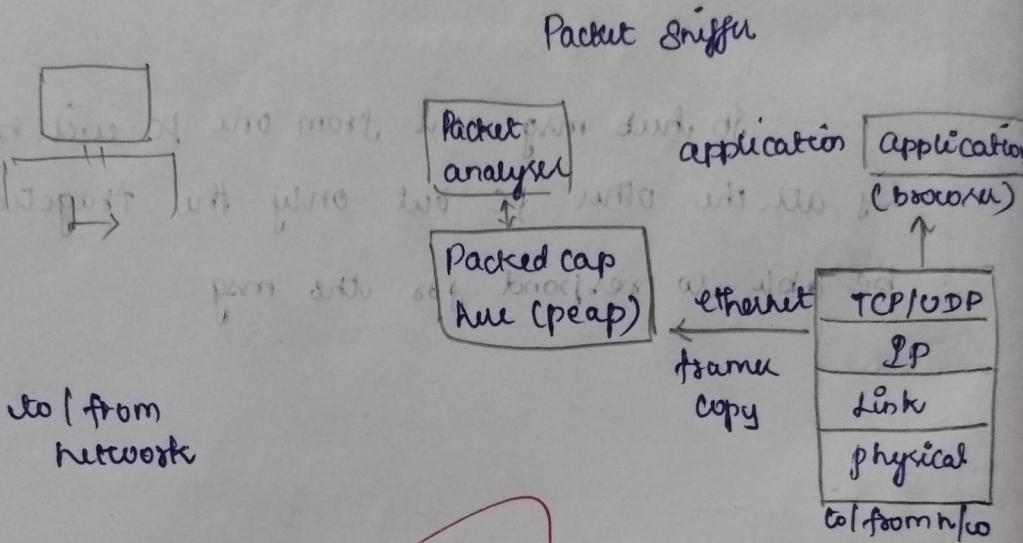 Packet Sniffer
Packet
analyser
application
application
(browser)
Packed cap
(pcap)
ethernet
frame
copy
TCP/UDP
IP
Link
physical
to/from
network
to/from n/w